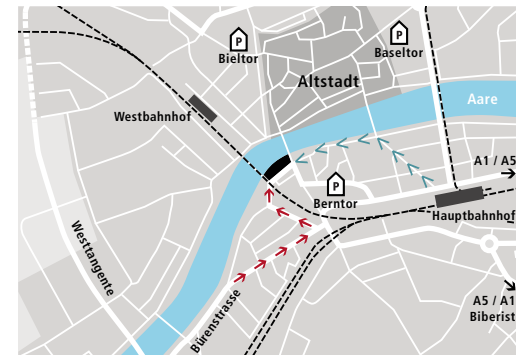 P
Bieltor
P
Baseltor
Altstadt
Aare
Westbahnhof
A1 / A5
P
Berntor
Hauptbahnhof
Westtangente
Bürenstrasse
A5 / A1
Biberist